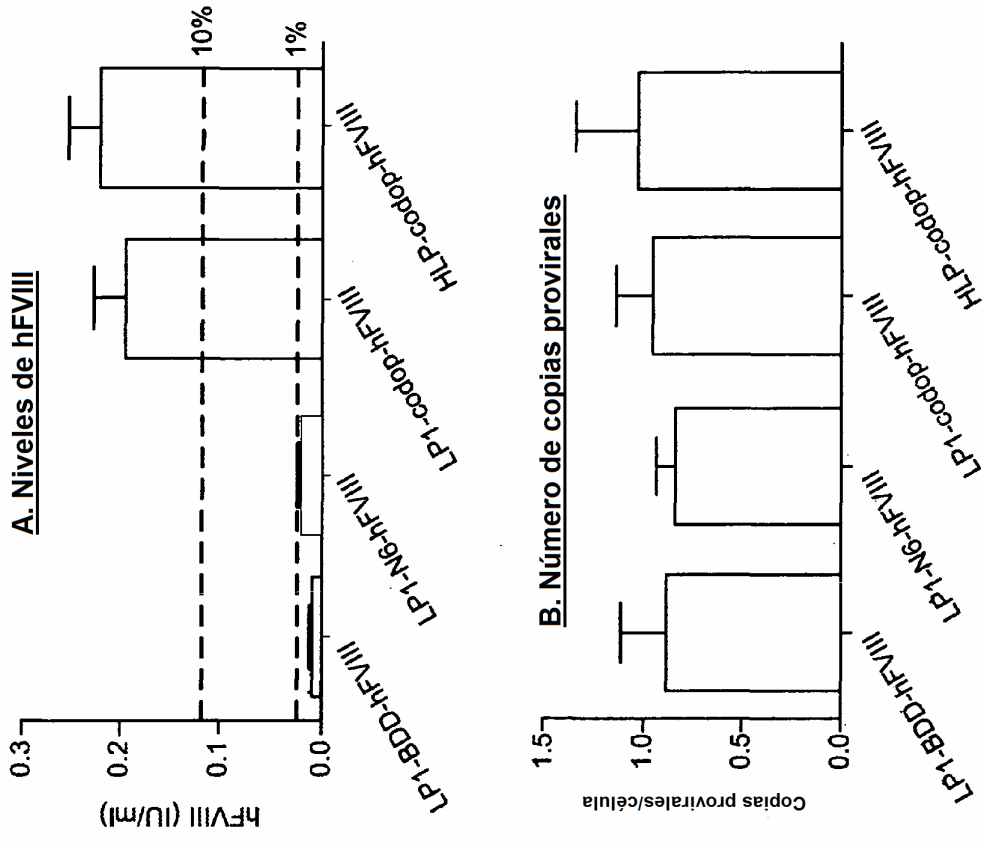 A. Niveles de hFVIII
hFVIII (IU/ml)
0.3
0.2
0.1
0.0
10%
1%
LP1-BDD-hFVIII
LP1-N6-hFVIII
LP1-codop-hFVIII
HLP-codop-hFVIII
B. Número de copias provirales
Copias provirales/célula
1.5
1.0
0.5
0.0
LP1-BDD-hFVIII
LP1-N6-hFVIII
LP1-codop-hFVIII
HLP-codop-hFVIII